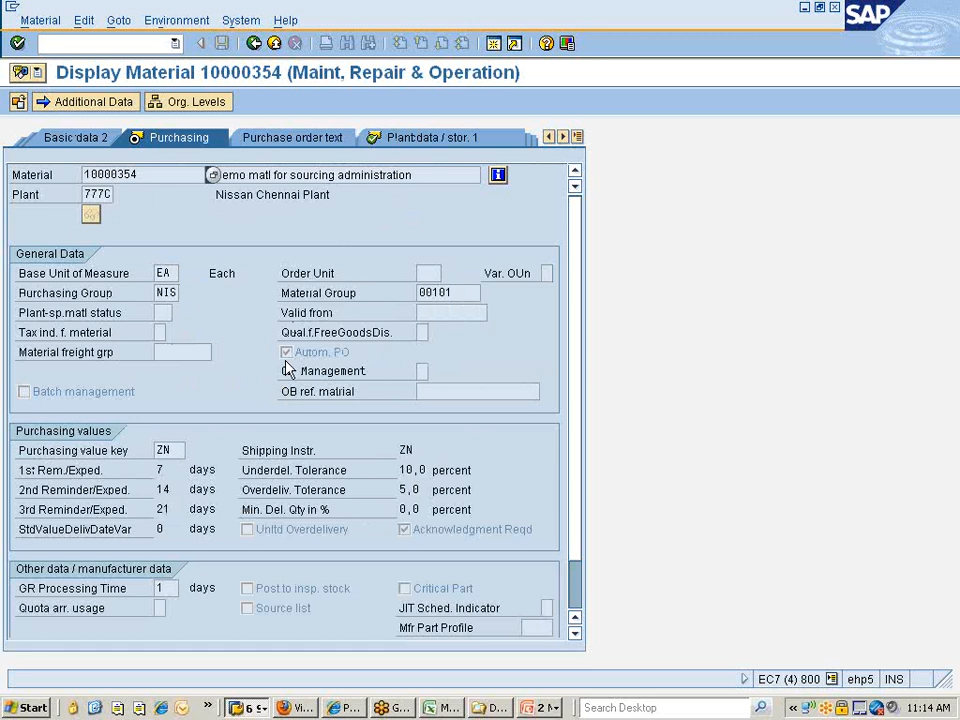 Material Edit Goto Environment System Help
SAP
Display Material 10000354 (Maint, Repair & Operation)
Additional Data Org. Levels
Basic data 2 Purchasing Purchase order text Plant data / stor. 1
Material 10000354 emo matl for sourcing administration
Plant 777C Nissan Chennai Plant
General Data
Base Unit of Measure EA Each Order Unit Var. OUn
Purchasing Group NIS Material Group 00101
Plant-sp.matl status Valid from
Tax ind. f. meterial Qual.f.FreeGoodsDis.
Material freight grp Autom. PO
Management
Batch management OB ref. matrial
Purchasing values
Purchasing value key ZN Shipping Instr. ZN
1st Rem./Exped. 7 days Underdel. Tolerance 10,0 percent
2nd Reminder/Exped. 14 days Overdeliv. Tolerance 5,0 percent
3rd Reminder/Exped. 21 days Min. Del. Qty in % 0,0 percent
StdValueDelivDateVar 0 days Unltd Overdelivery Acknowledgment Reqd
Other data / manufacturer data
GR Processing Time 1 days Post to insp. stock Critical Part
Quota arr. usage Source list JIT Sched. Indicator
Mfr Part Profile
EC7 (4) 800 ehp5 INS
Start 6 S Vi... P... G... M... D... 2 N Search Desktop 11:14 AM